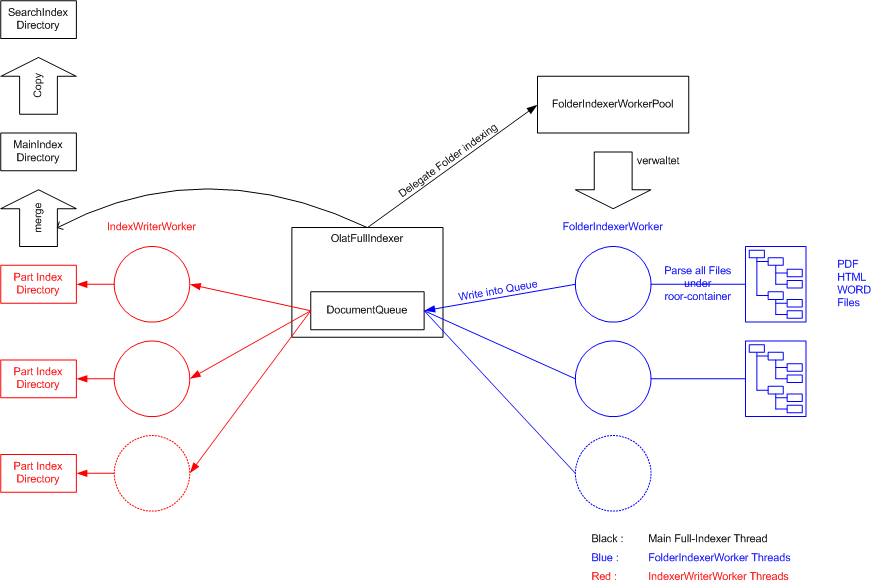 SearchIndex
Directory
Copy
MainIndex
Directory
merge
FolderIndexerWorkerPool
Delegate Folder indexing
verwaltet
IndexWriterWorker
OlatFullIndexer
DocumentQueue
FolderIndexerWorker
Write into Queue
Parse all Files
under
roor-container
PDF
HTML
WORD
Files
Part Index
Directory
Part Index
Directory
Part Index
Directory
Black : Main Full-Indexer Thread
Blue : FolderIndexerWorker Threads
Red : IndexerWriterWorker Threads